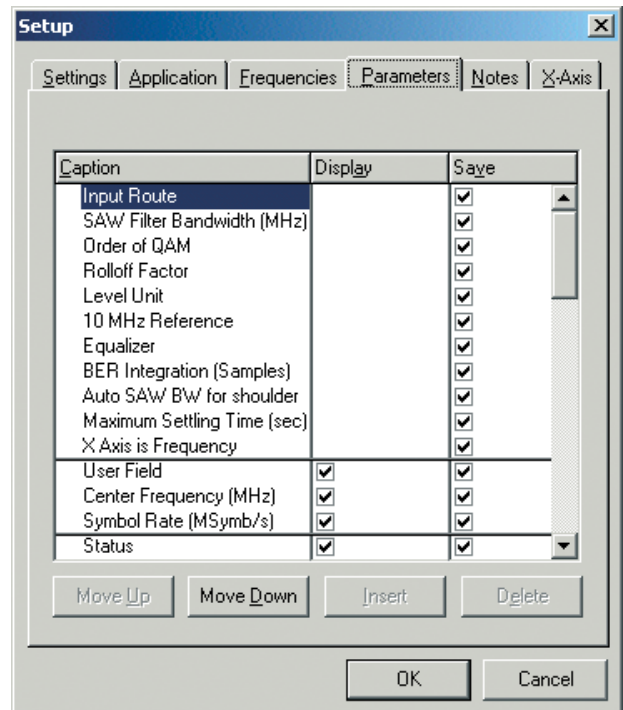 Setup
Settings Application Frequencies Parameters Notes X-Axis
Caption Display Save
Input Route
SAW Filter Bandwidth (MHz)
Order of QAM
Rolloff Factor
Level Unit
10 MHz Reference
Equalizer
BER Integration (Samples)
Auto SAW BW for shoulder
Maximum Settling Time (sec)
X Axis is Frequency
User Field
Center Frequency (MHz)
Symbol Rate (MSymb/s)
Status
Move Up Move Down Insert Delete
OK Cancel